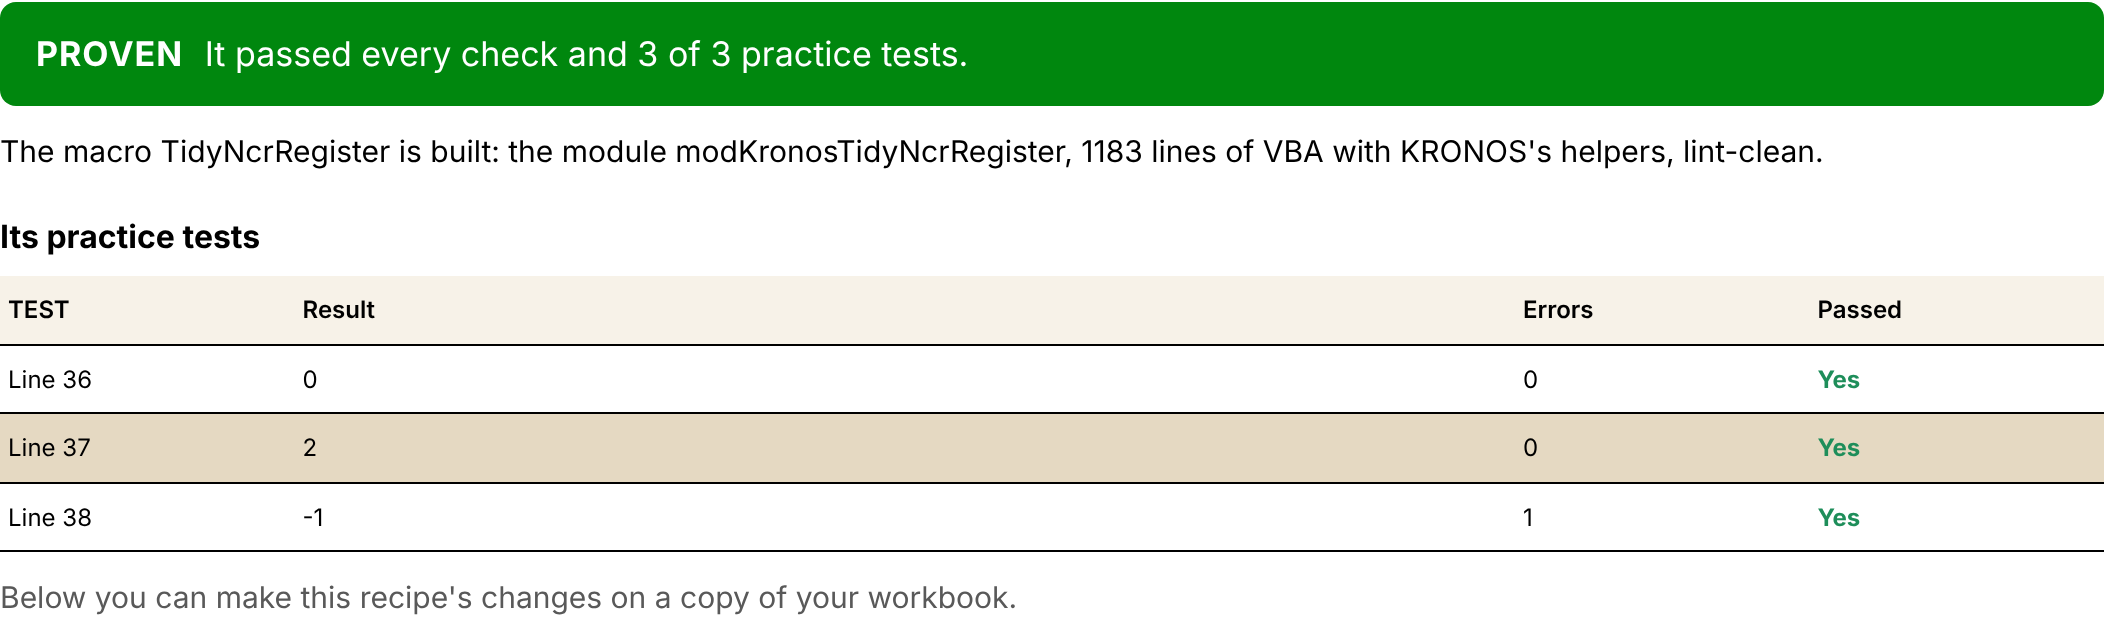 PROVEN It passed every check and 3 of 3 practice tests.
The macro TidyNcrRegister is built: the module modKronosTidyNcrRegister, 1183 lines of VBA with KRONOS's helpers, lint-clean.
Its practice tests
TEST Result Errors Passed
Line 36 0 0 Yes
Line 37 2 0 Yes
Line 38 -1 1 Yes
Below you can make this recipe's changes on a copy of your workbook.